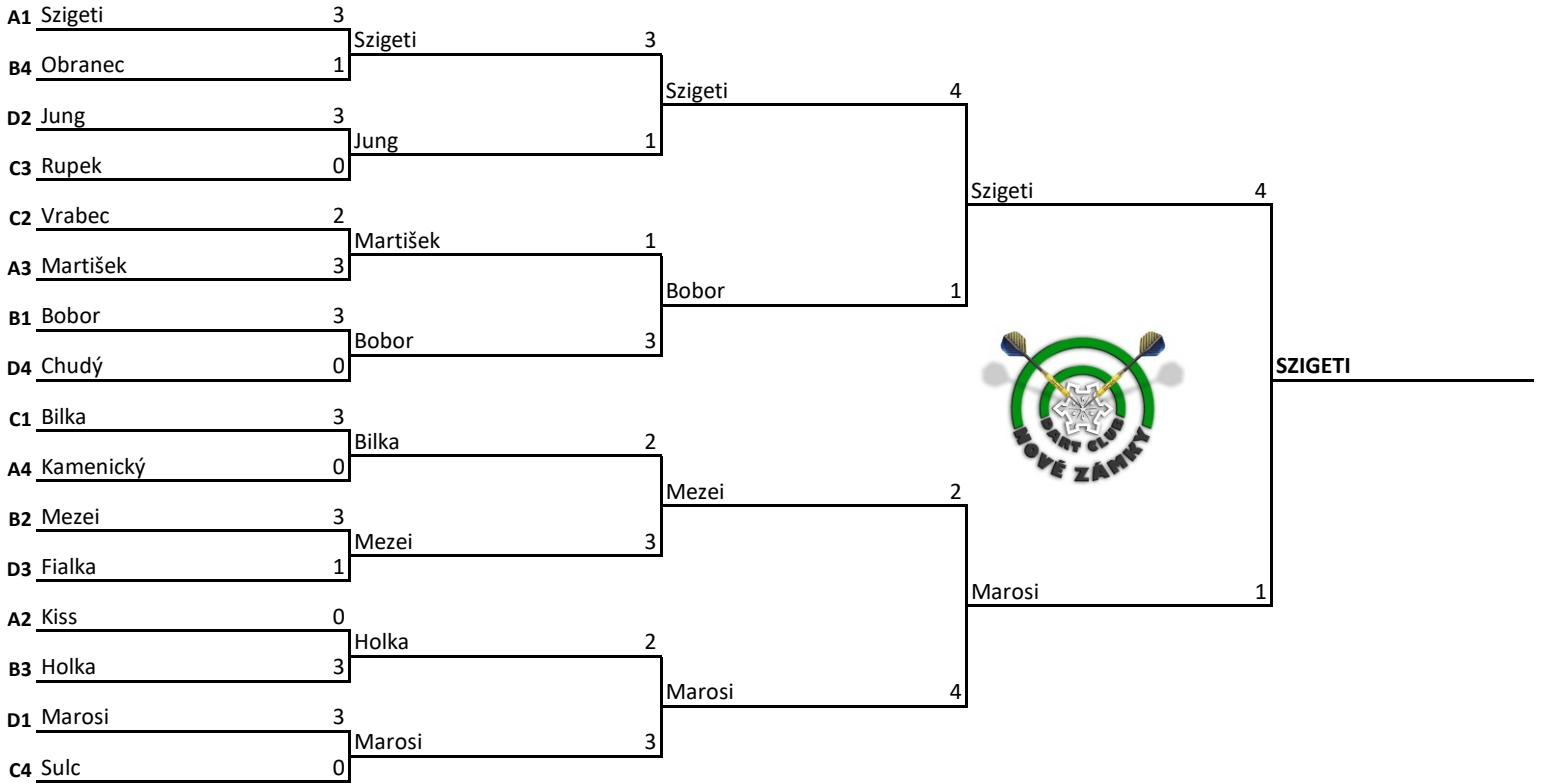 A1 Szigeti 3
Szigeti 3
B4 Obranec 1
Szigeti 4
D2 Jung 3
Jung 1
C3 Rupek 0
Szigeti 4
C2 Vrabec 2
Martišek 1
A3 Martišek 3
Bobor 1
B1 Bobor 3
Bobor 3
D4 Chudý 0
SZIGETI
C1 Bilka 3
Bilka 2
DART CLUB
NOVÉ ZÁMKY
A4 Kamenický 0
Mezei 2
B2 Mezei 3
Mezei 3
D3 Fialka 1
Marosi 1
A2 Kiss 0
Holka 2
B3 Holka 3
Marosi 4
D1 Marosi 3
Marosi 3
C4 Sulc 0